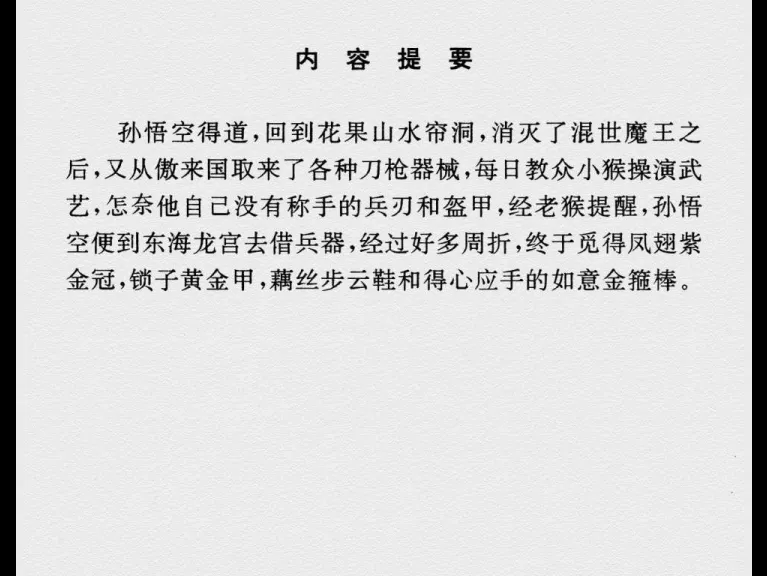 内容提要
孙悟空得道，回到花果山水帘洞，消灭了混世魔王之
后，又从傲来国取来了各种刀枪器械，每日教众小猴操演武
艺，怎奈他自己没有称手的兵刃和盔甲，经老猴提醒，孙悟
空便到东海龙宫去借兵器，经过好多周折，终于觅得凤翅紫
金冠，锁子黄金甲，藕丝步云鞋和得心应手的如意金箍棒。